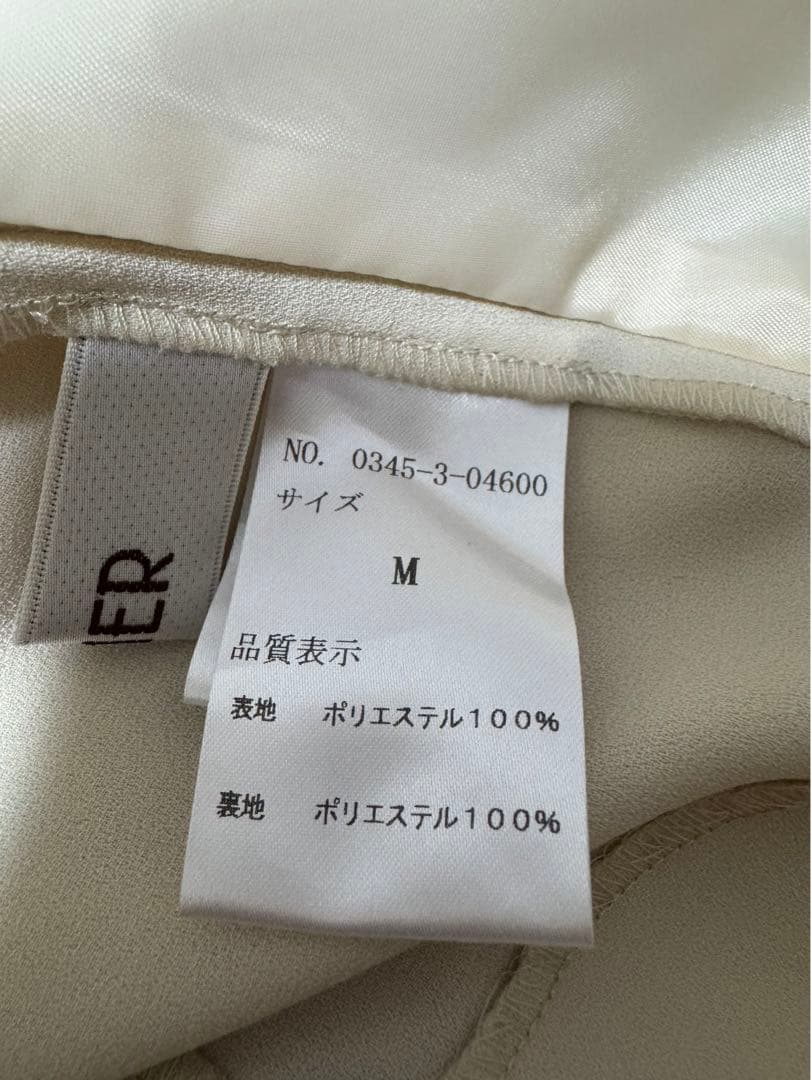 NO. 0345-3-04600
サイズ
M
品質表示
表地 ポリエステル100%
裏地 ポリエステル100%